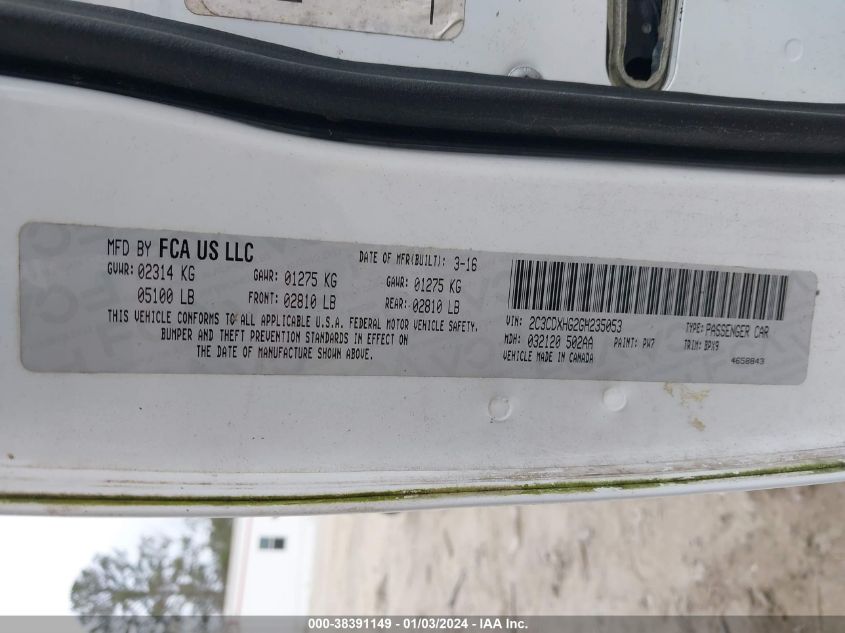 MFD BY FCA US LLC
DATE OF MFR(BUILT): 3-16
GVWR: 02314 KG GAWR: 01275 KG GAWR: 01275 KG
05100 LB FRONT: 02810 LB REAR: 02810 LB
THIS VEHICLE CONFORMS TO ALL APPLICABLE U.S.A. FEDERAL MOTOR VEHICLE SAFETY,
BUMPER AND THEFT PREVENTION STANDARDS IN EFFECT ON
THE DATE OF MANUFACTURE SHOWN ABOVE.
VIN: 2C3CDXHG2GH235053 TYPE: PASSENGER CAR
MDH: 032120 502AA PAINT: PW7 TRIM: BPX9
VEHICLE MADE IN CANADA 4658843
000-38391149 - 01/03/2024 - IAA Inc.